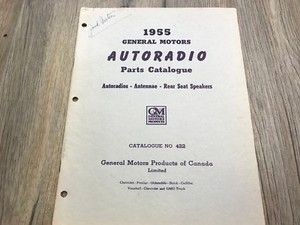 1955
GENERAL MOTORS
AUTORADIO
Parts Catalogue
Autoradios - Antennae - Rear Seat Speakers
GM
CATALOGUE NO 422
General Motors Products of Canada
Limited
Chevrolet - Pontiac - Oldsmobile - Buick - Cadillac
Vauxhall - Chevrolet and GMC Truck